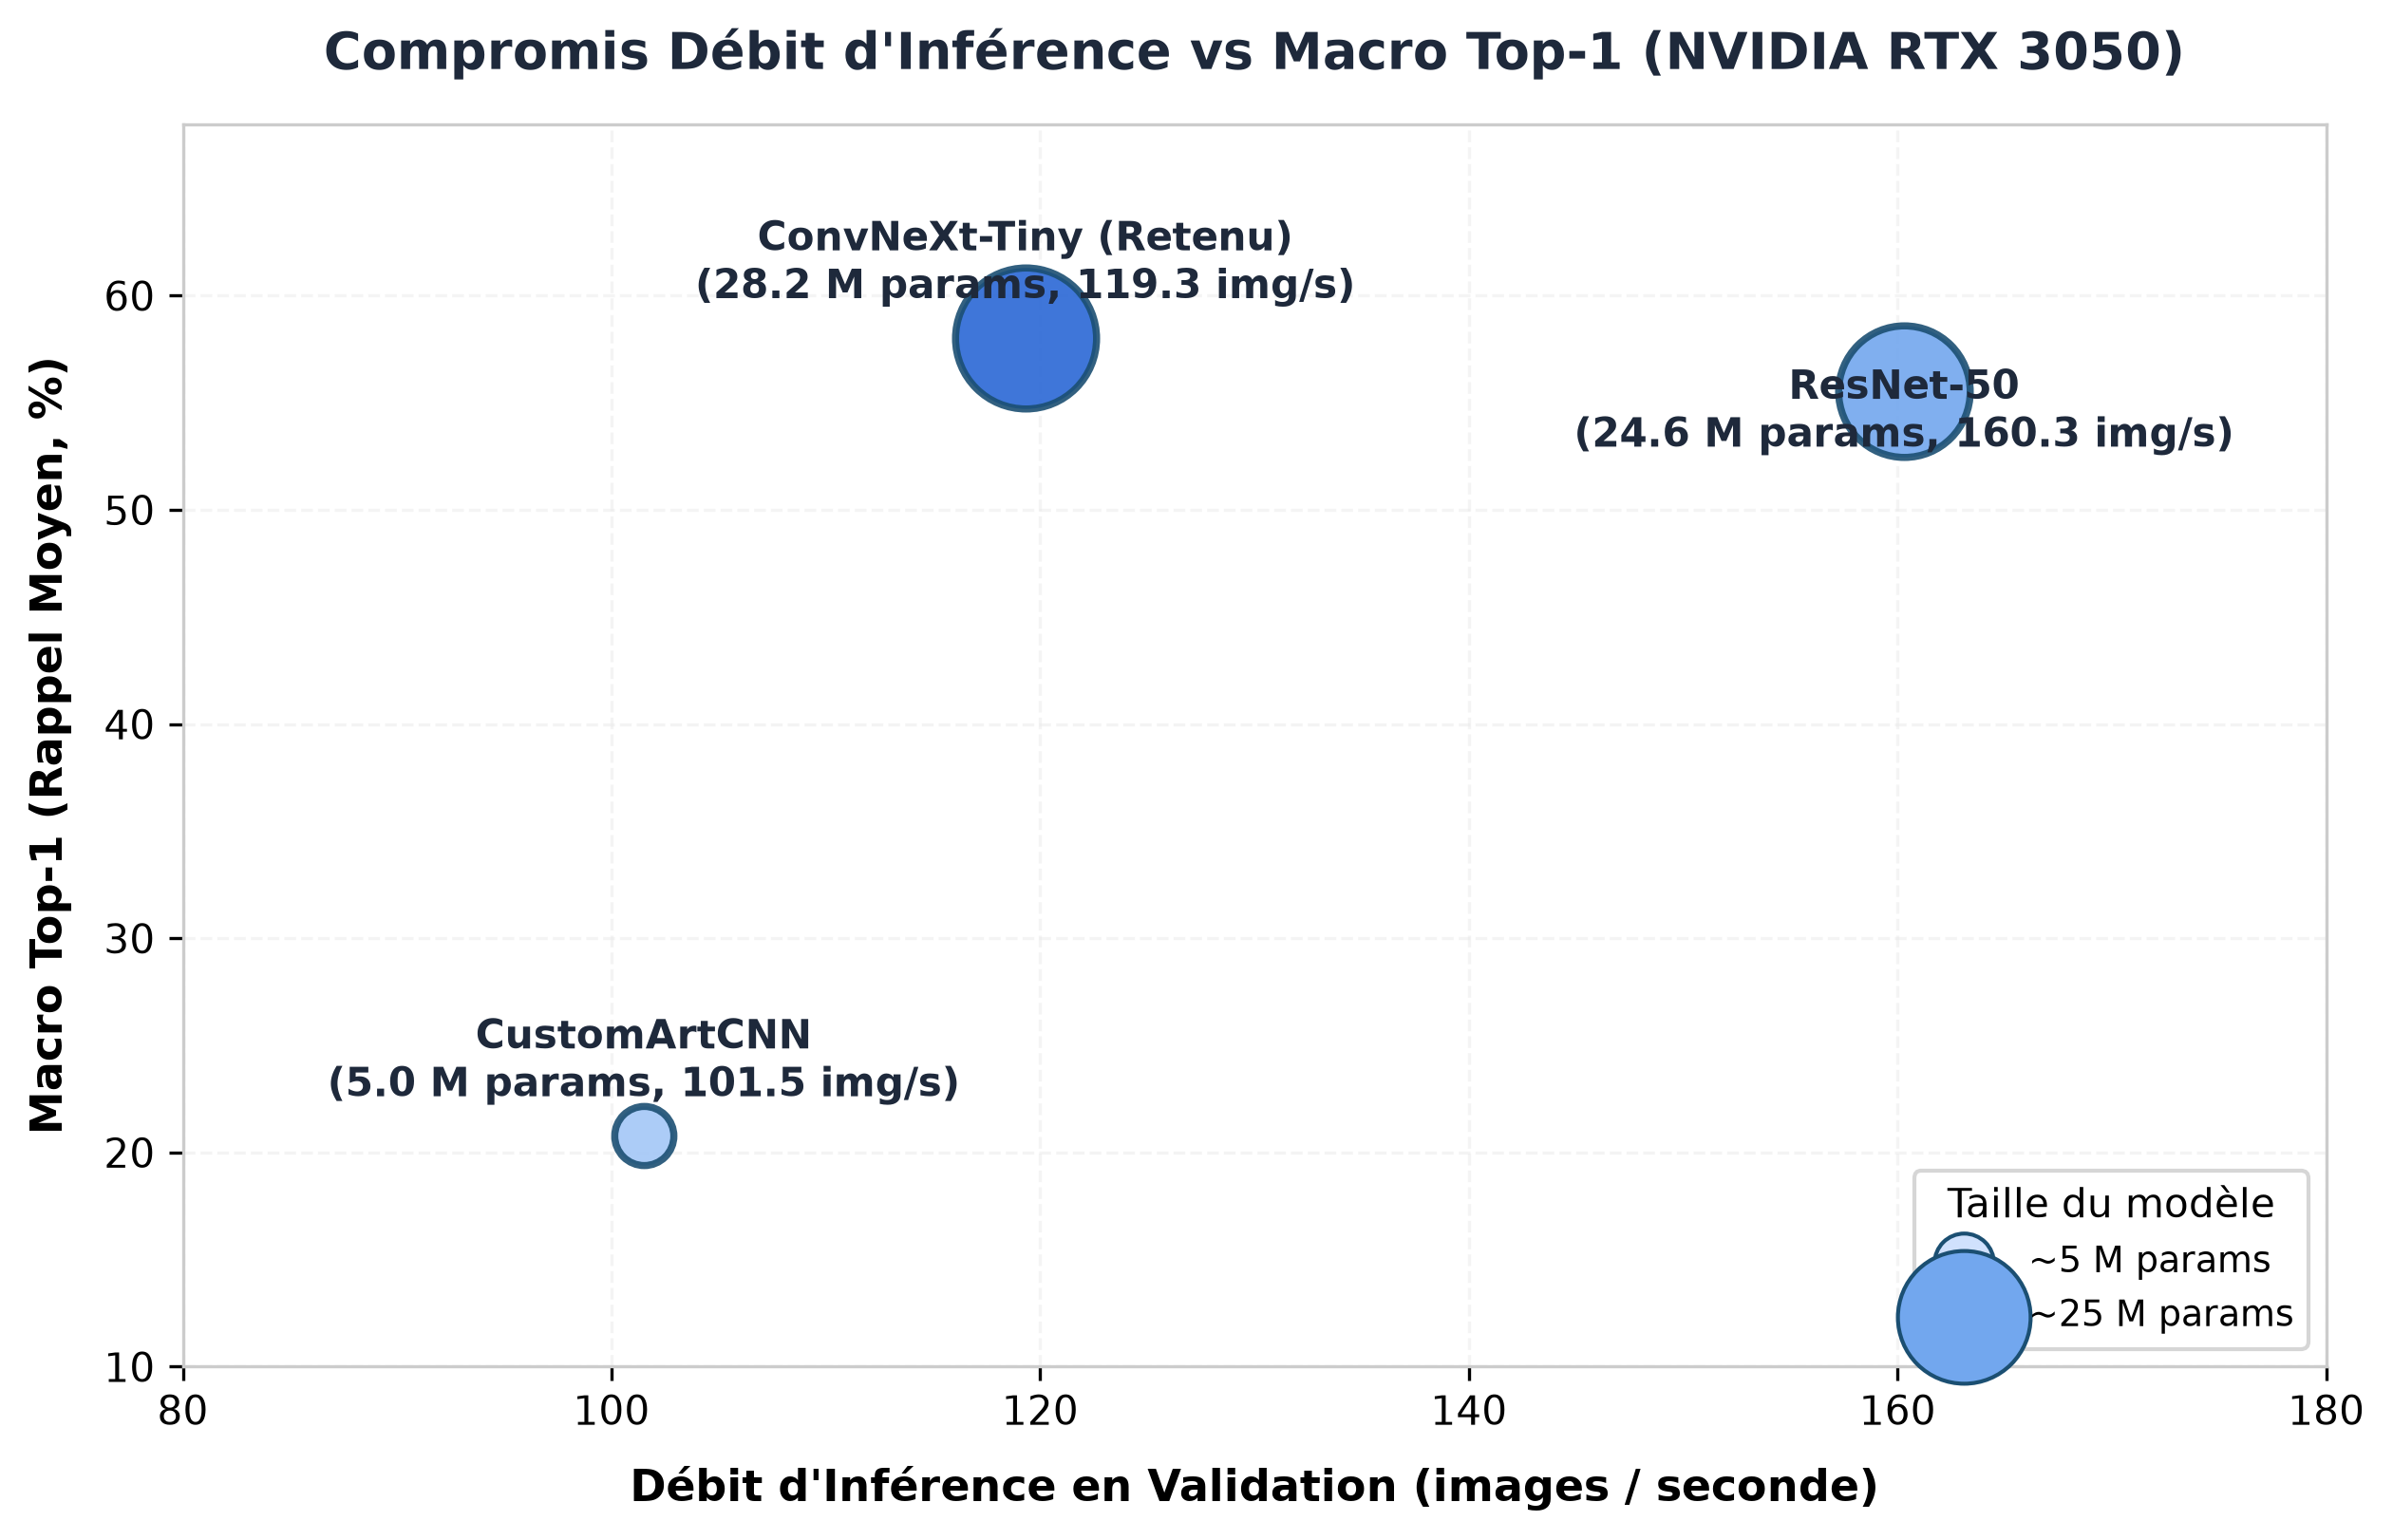 Compromis Débit d'Inférence vs Macro Top-1 (NVIDIA RTX 3050)
Macro Top-1 (Rappel Moyen, %)
60
50
40
30
20
10
ConvNeXt-Tiny (Retenu)
(28.2 M params, 119.3 img/s)
ResNet-50
(24.6 M params, 160.3 img/s)
CustomArtCNN
(5.0 M params, 101.5 img/s)
Taille du modèle
~5 M params
~25 M params
80
100
120
140
160
180
Débit d'Inférence en Validation (images / seconde)